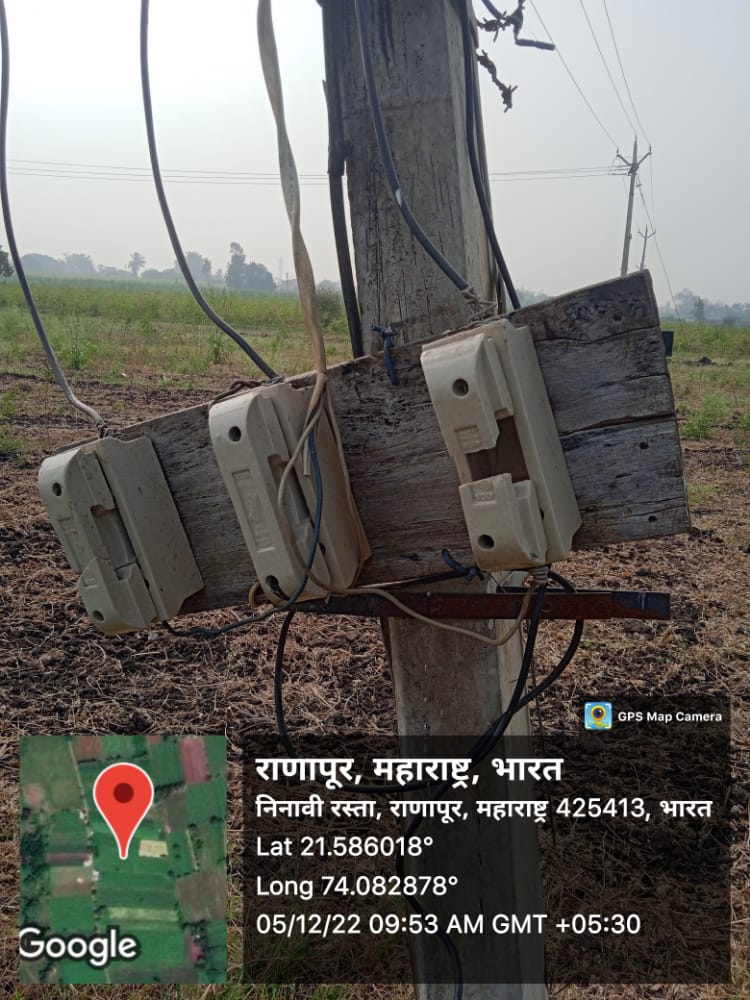 GPS Map Camera
राणापूर, महाराष्ट्र, भारत
निनावी रस्ता, राणापूर, महाराष्ट्र 425413, भारत
Lat 21.586018°
Long 74.082878°
05/12/22 09:53 AM GMT +05:30
Google